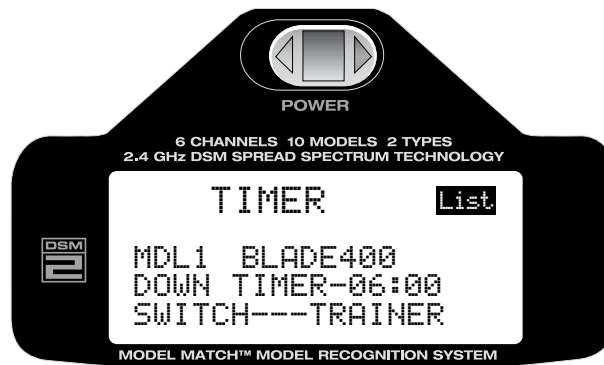 POWER
6 CHANNELS 10 MODELS 2 TYPES
2.4 GHz DSM SPREAD SPECTRUM TECHNOLOGY
TIMER List
DSM
2
MDL1 BLADE400
DOWN TIMER-06:00
SWITCH---TRAINER
MODEL MATCH™ MODEL RECOGNITION SYSTEM